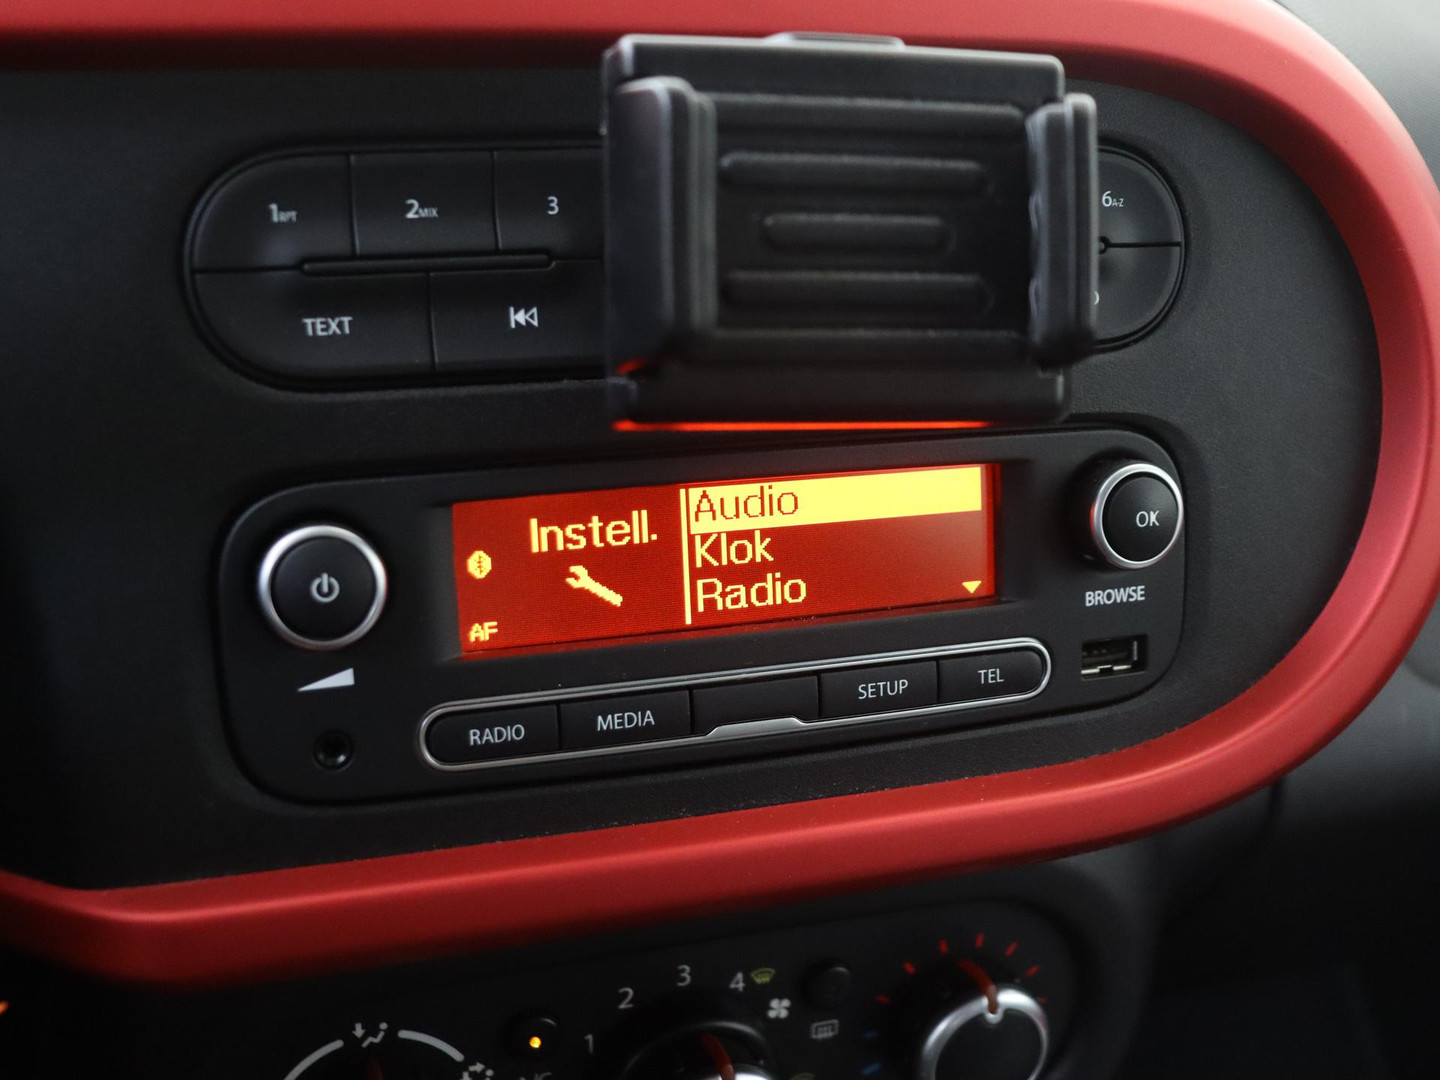 1RPT 2MIX 3 6A-Z
TEXT
Instell.
AF
Audio
Klok
Radio
OK
BROWSE
RADIO MEDIA SETUP TEL
1 2 3 4